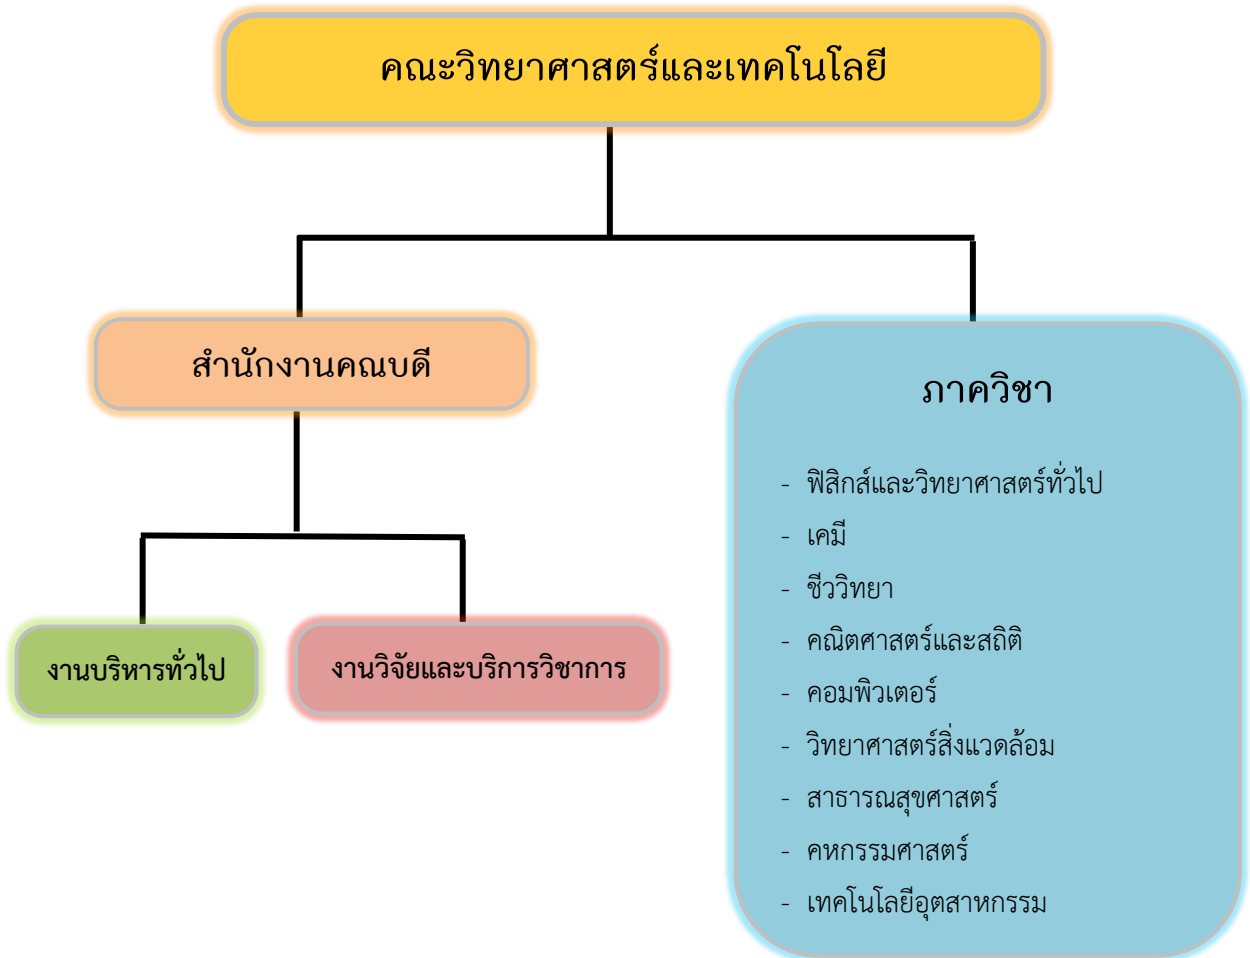 คณะวิทยาศาสตร์และเทคโนโลยี
สำนักงานคณบดี
งานบริหารทั่วไป
งานวิจัยและบริการวิชาการ
ภาควิชา
- ฟิสิกส์และวิทยาศาสตร์ทั่วไป
- เคมี
- ชีววิทยา
- คณิตศาสตร์และสถิติ
- คอมพิวเตอร์
- วิทยาศาสตร์สิ่งแวดล้อม
- สาธารณสุขศาสตร์
- คหกรรมศาสตร์
- เทคโนโลยีอุตสาหกรรม